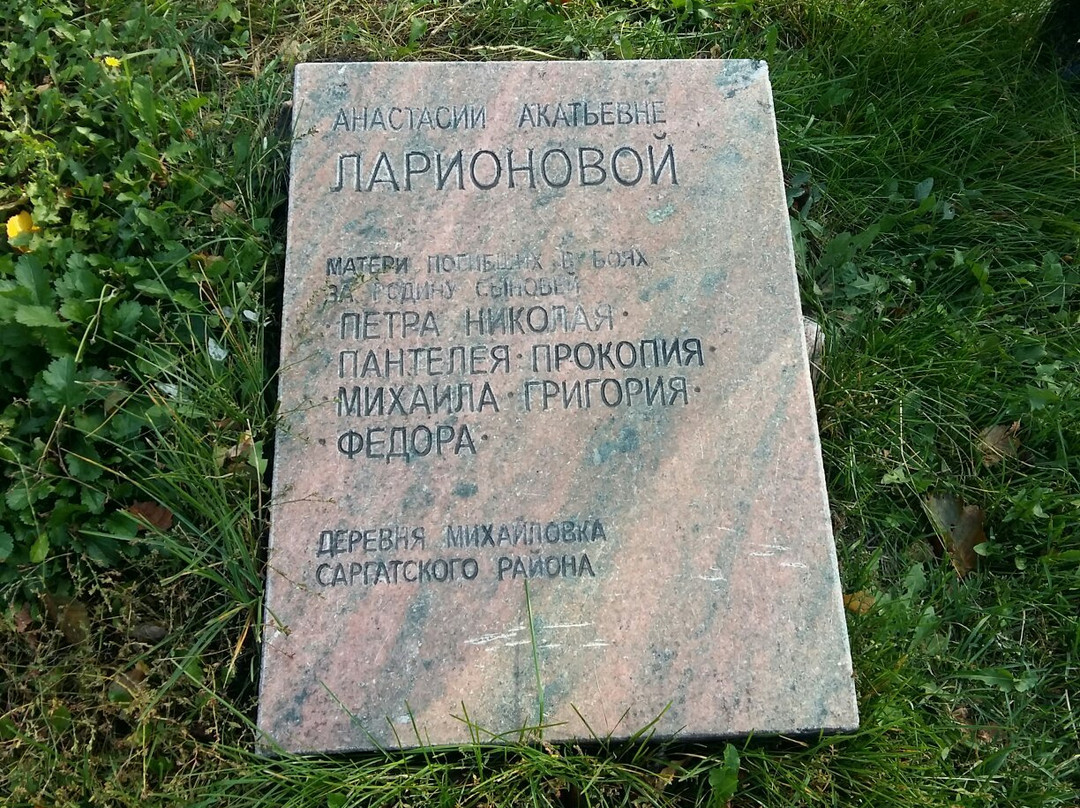 АНАСТАСИИ АКАТЬЕВНЕ
ЛАРИОНОВОЙ
МАТЕРИ ПОГИБШИХ В БОЯХ
ЗА РОДИНУ СЫНОВЕЙ
· ПЕТРА НИКОЛАЯ ·
ПАНТЕЛЕЯ · ПРОКОПИЯ ·
МИХАИЛА · ГРИГОРИЯ ·
· ФЕДОРА ·
ДЕРЕВНЯ МИХАЙЛОВКА
САРГАТСКОГО РАЙОНА